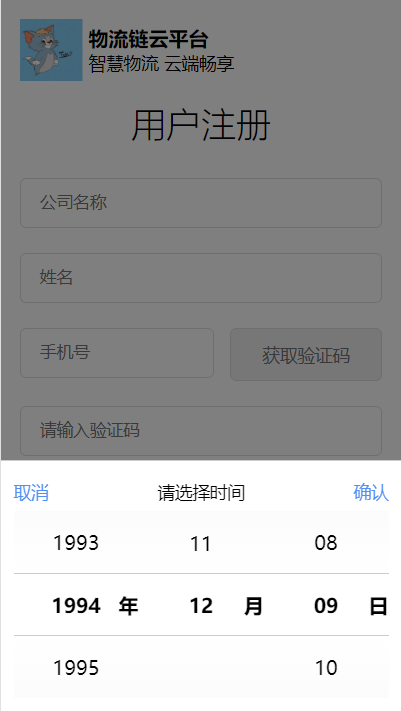 物流链云平台
智慧物流 云端畅享
用户注册
公司名称
姓名
手机号 获取验证码
请输入验证码
取消 请选择时间 确认
1993 11 08
1994 年 12 月 09 日
1995 10